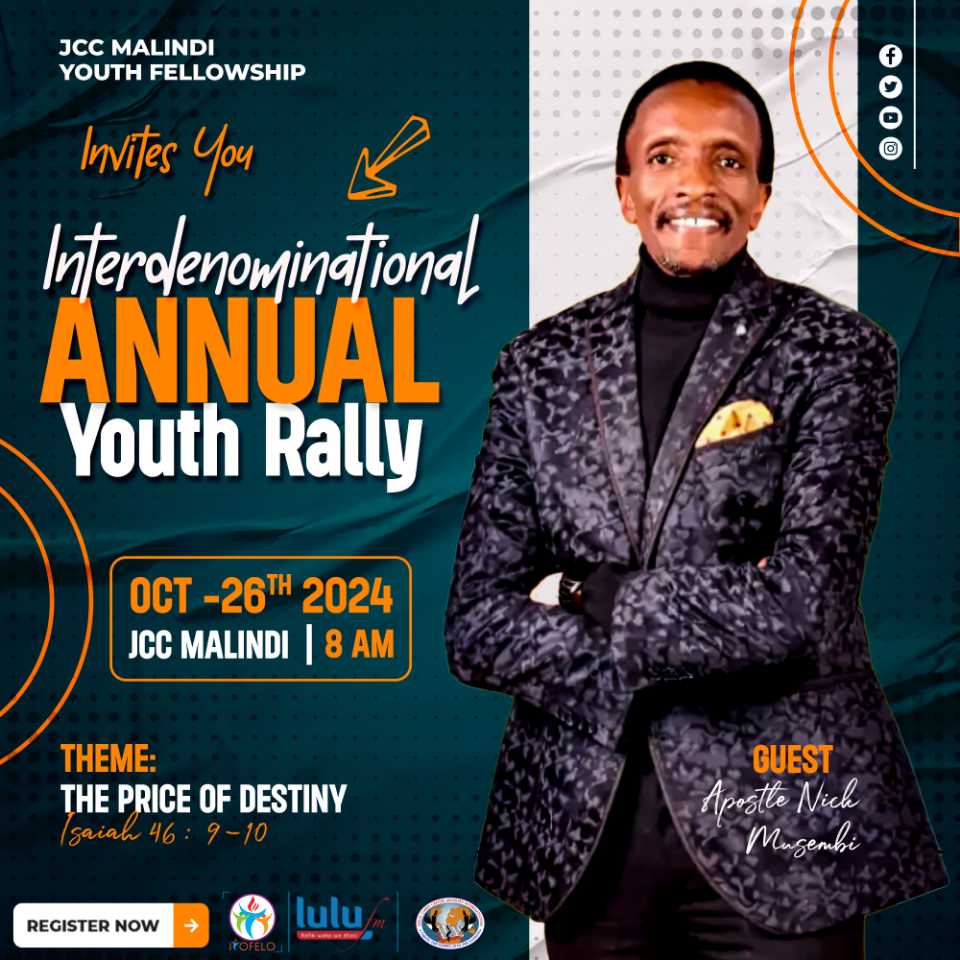 JCC MALINDI
YOUTH FELLOWSHIP
Invites You
Interdenominational
ANNUAL
Youth Rally
OCT -26TH 2024
JCC MALINDI | 8 AM
THEME:
THE PRICE OF DESTINY
Isaiah 46 : 9 - 10
GUEST
Apostle Nick
Musembi
REGISTER NOW
lulu fm